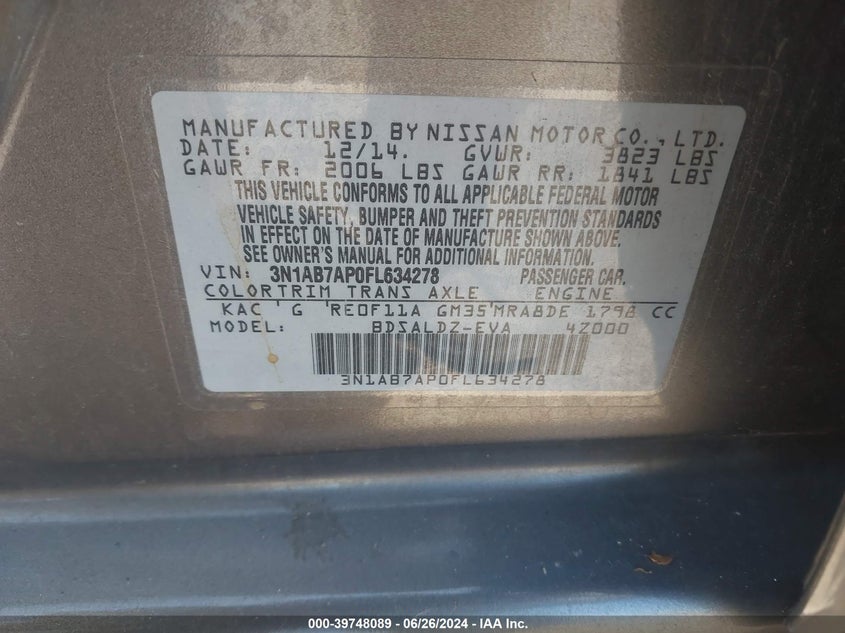 MANUFACTURED BY NISSAN MOTOR CO., LTD.
DATE: 12/14. GVWR: 3823 LBS
GAWR FR: 2006 LBS GAWR RR: 1841 LBS
THIS VEHICLE CONFORMS TO ALL APPLICABLE FEDERAL MOTOR
VEHICLE SAFETY, BUMPER AND THEFT PREVENTION STANDARDS
IN EFFECT ON THE DATE OF MANUFACTURE SHOWN ABOVE.
SEE OWNER'S MANUAL FOR ADDITIONAL INFORMATION.
VIN: 3N1AB7AP0FL634278 PASSENGER CAR.
COLOR TRIM TRANS AXLE ENGINE
KAC G RE0F11A GM35 MRA8DE 1798 CC
MODEL: BDSALDZ-EVA 4Z000
3N1AB7AP0FL634278
000-39748089 - 06/26/2024 - IAA Inc.